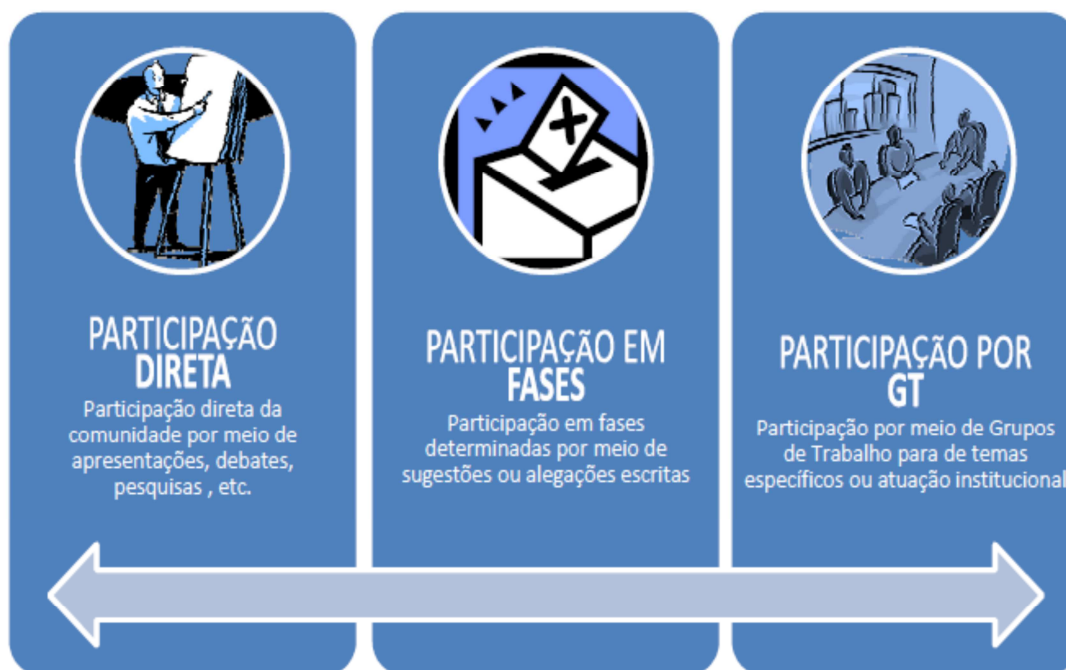 PARTICIPAÇÃO
DIRETA
Participação direta da
comunidade por meio de
apresentações, debates,
pesquisas , etc.
PARTICIPAÇÃO EM
FASES
Participação em fases
determinadas por meio de
sugestões ou alegações escritas
PARTICIPAÇÃO POR
GT
Participação por meio de Grupos
de Trabalho para de temas
específicos ou atuação institucional